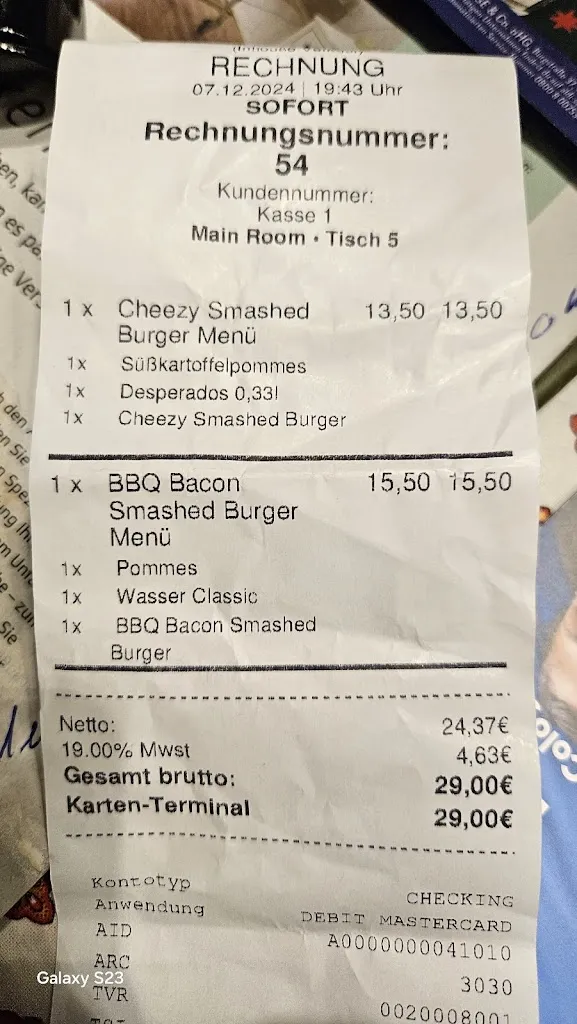 RECHNUNG
07.12.2024 | 19:43 Uhr
SOFORT
Rechnungsnummer:
54
Kundennummer:
Kasse 1
Main Room • Tisch 5
1 x Cheezy Smashed 13,50 13,50
Burger Menü
1x Süßkartoffelpommes
1x Desperados 0,33l
1x Cheezy Smashed Burger
1 x BBQ Bacon 15,50 15,50
Smashed Burger
Menü
1x Pommes
1x Wasser Classic
1x BBQ Bacon Smashed
Burger
Netto: 24,37€
19.00% Mwst 4,63€
Gesamt brutto: 29,00€
Karten-Terminal 29,00€
Kontotyp CHECKING
Anwendung DEBIT MASTERCARD
AID A0000000041010
ARC 3030
TVR 0020008001
Galaxy S23